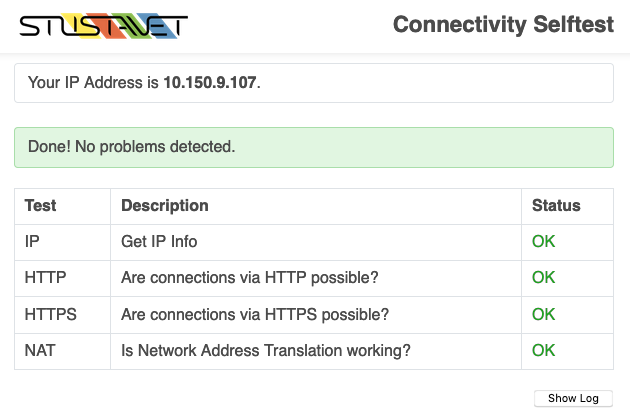 STUSTANET
Connectivity Selftest
Your IP Address is 10.150.9.107.
Done! No problems detected.
Test Description Status
IP Get IP Info OK
HTTP Are connections via HTTP possible? OK
HTTPS Are connections via HTTPS possible? OK
NAT Is Network Address Translation working? OK
Show Log